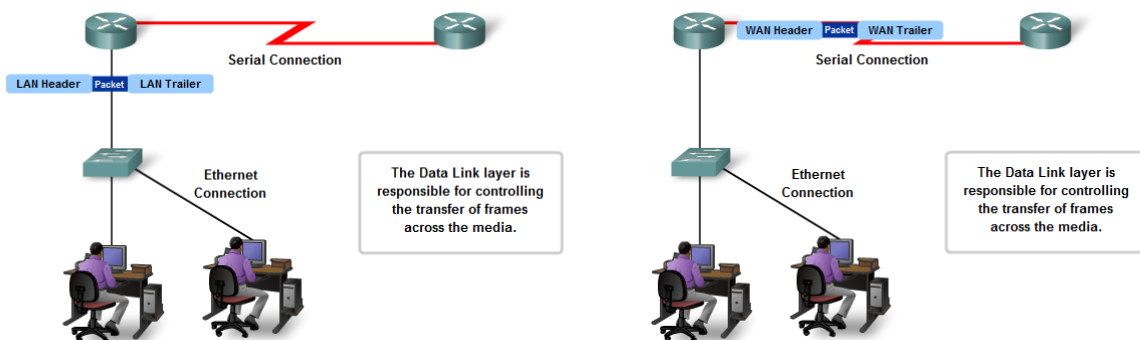 Serial Connection
LAN Header Packet LAN Trailer
Ethernet
Connection
The Data Link layer is
responsible for controlling
the transfer of frames
across the media.
WAN Header Packet WAN Trailer
Serial Connection
Ethernet
Connection
The Data Link layer is
responsible for controlling
the transfer of frames
across the media.